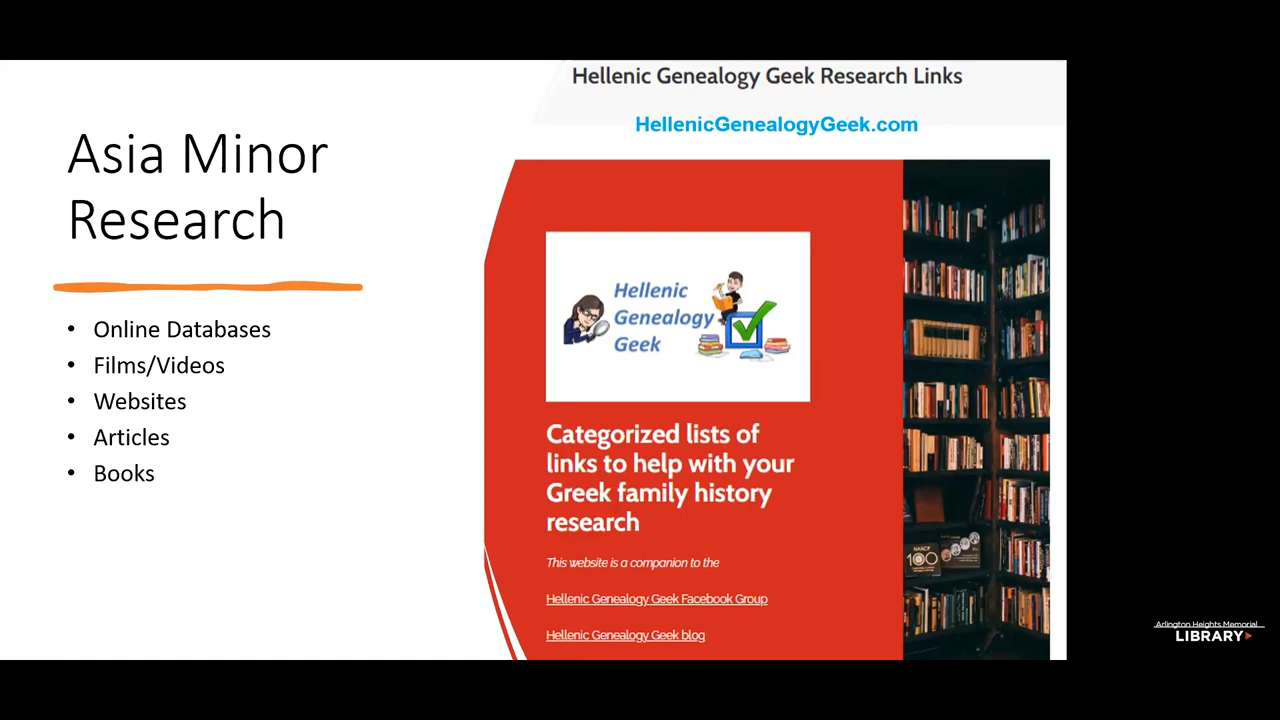 Hellenic Genealogy Geek Research Links
HellenicGenealogyGeek.com
Asia Minor
Research
• Online Databases
• Films/Videos
• Websites
• Articles
• Books
Hellenic
Genealogy
Geek
Categorized lists of
links to help with your
Greek family history
research
This website is a companion to the
Hellenic Genealogy Geek Facebook Group
Hellenic Genealogy Geek blog
NAACP
100
Arlington Heights Memorial
LIBRARY